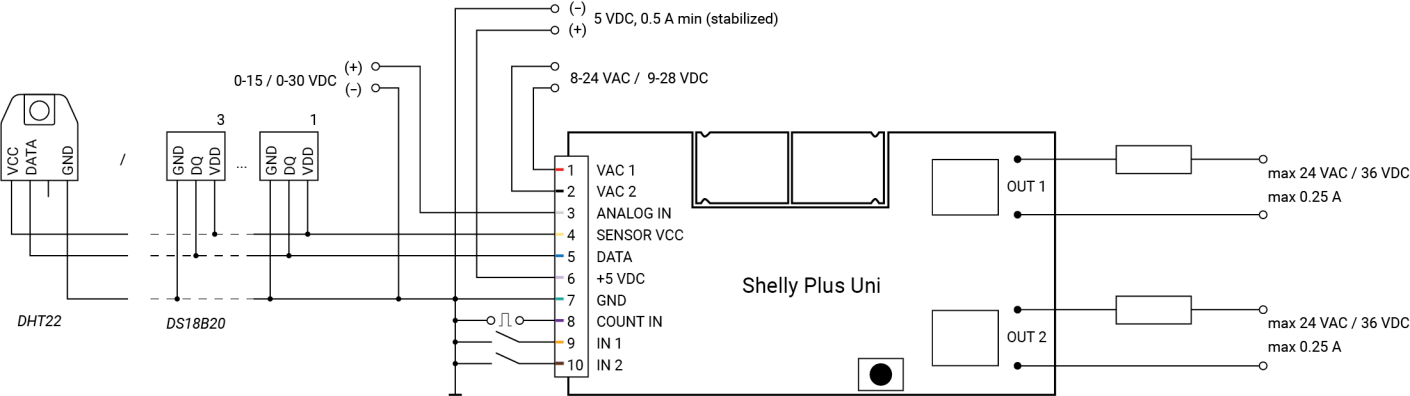 (−)
5 VDC, 0.5 A min (stabilized)
(+)
(+)
0-15 / 0-30 VDC
(−)
8-24 VAC / 9-28 VDC
VCC
DATA
GND
/
3
GND
DQ
VDD
...
1
GND
DQ
VDD
DHT22
DS18B20
1 VAC 1
2 VAC 2
3 ANALOG IN
4 SENSOR VCC
5 DATA
6 +5 VDC
7 GND
8 COUNT IN
9 IN 1
10 IN 2
Shelly Plus Uni
OUT 1
max 24 VAC / 36 VDC
max 0.25 A
OUT 2
max 24 VAC / 36 VDC
max 0.25 A